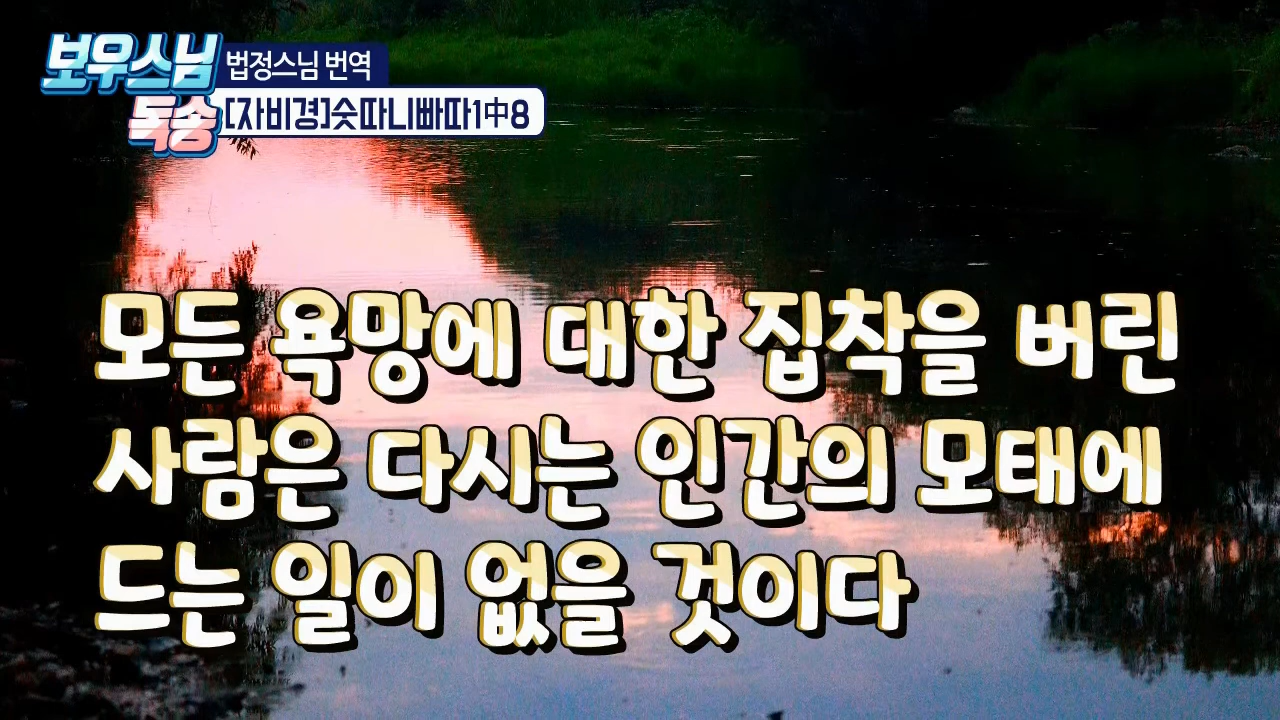 보우스님
독송
법정스님 번역
[자비경]숫따니빠따1中8
모든 욕망에 대한 집착을 버린
사람은 다시는 인간의 모태에
드는 일이 없을 것이다